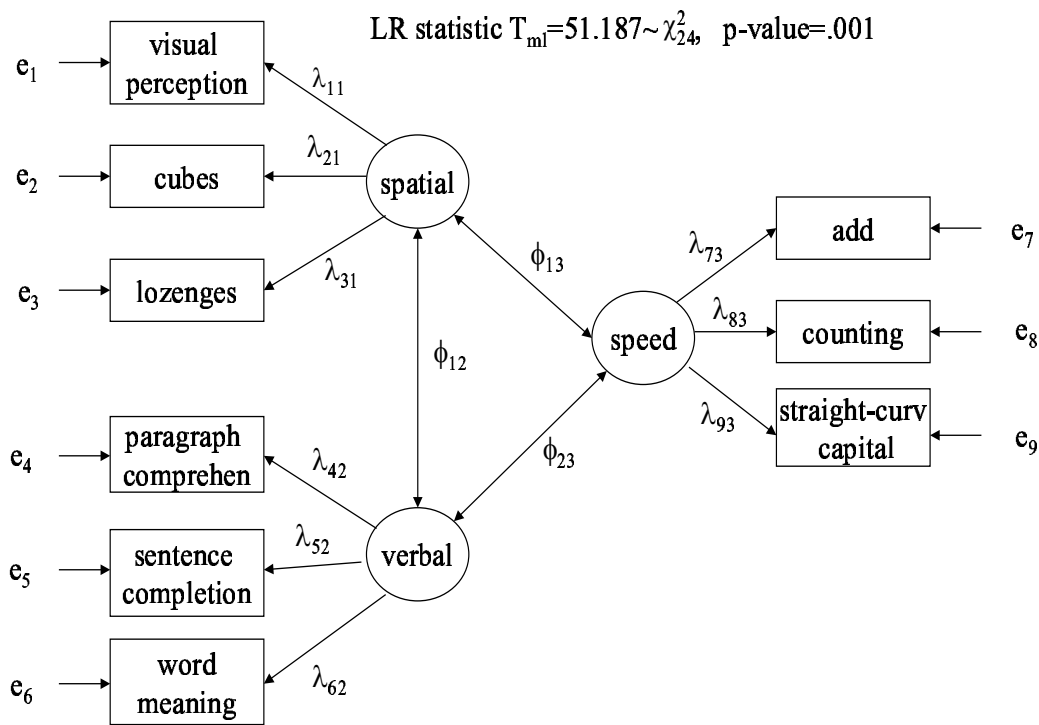 LR statistic Tml=51.187~ χ²24, p-value=.001
e1
visual
perception
λ11
e2
cubes
λ21
spatial
e3
lozenges
λ31
ϕ13
add
e7
λ73
speed
λ83
counting
e8
ϕ12
λ93
straight-curv
capital
e9
e4
paragraph
comprehen
λ42
ϕ23
e5
sentence
completion
λ52
verbal
e6
word
meaning
λ62